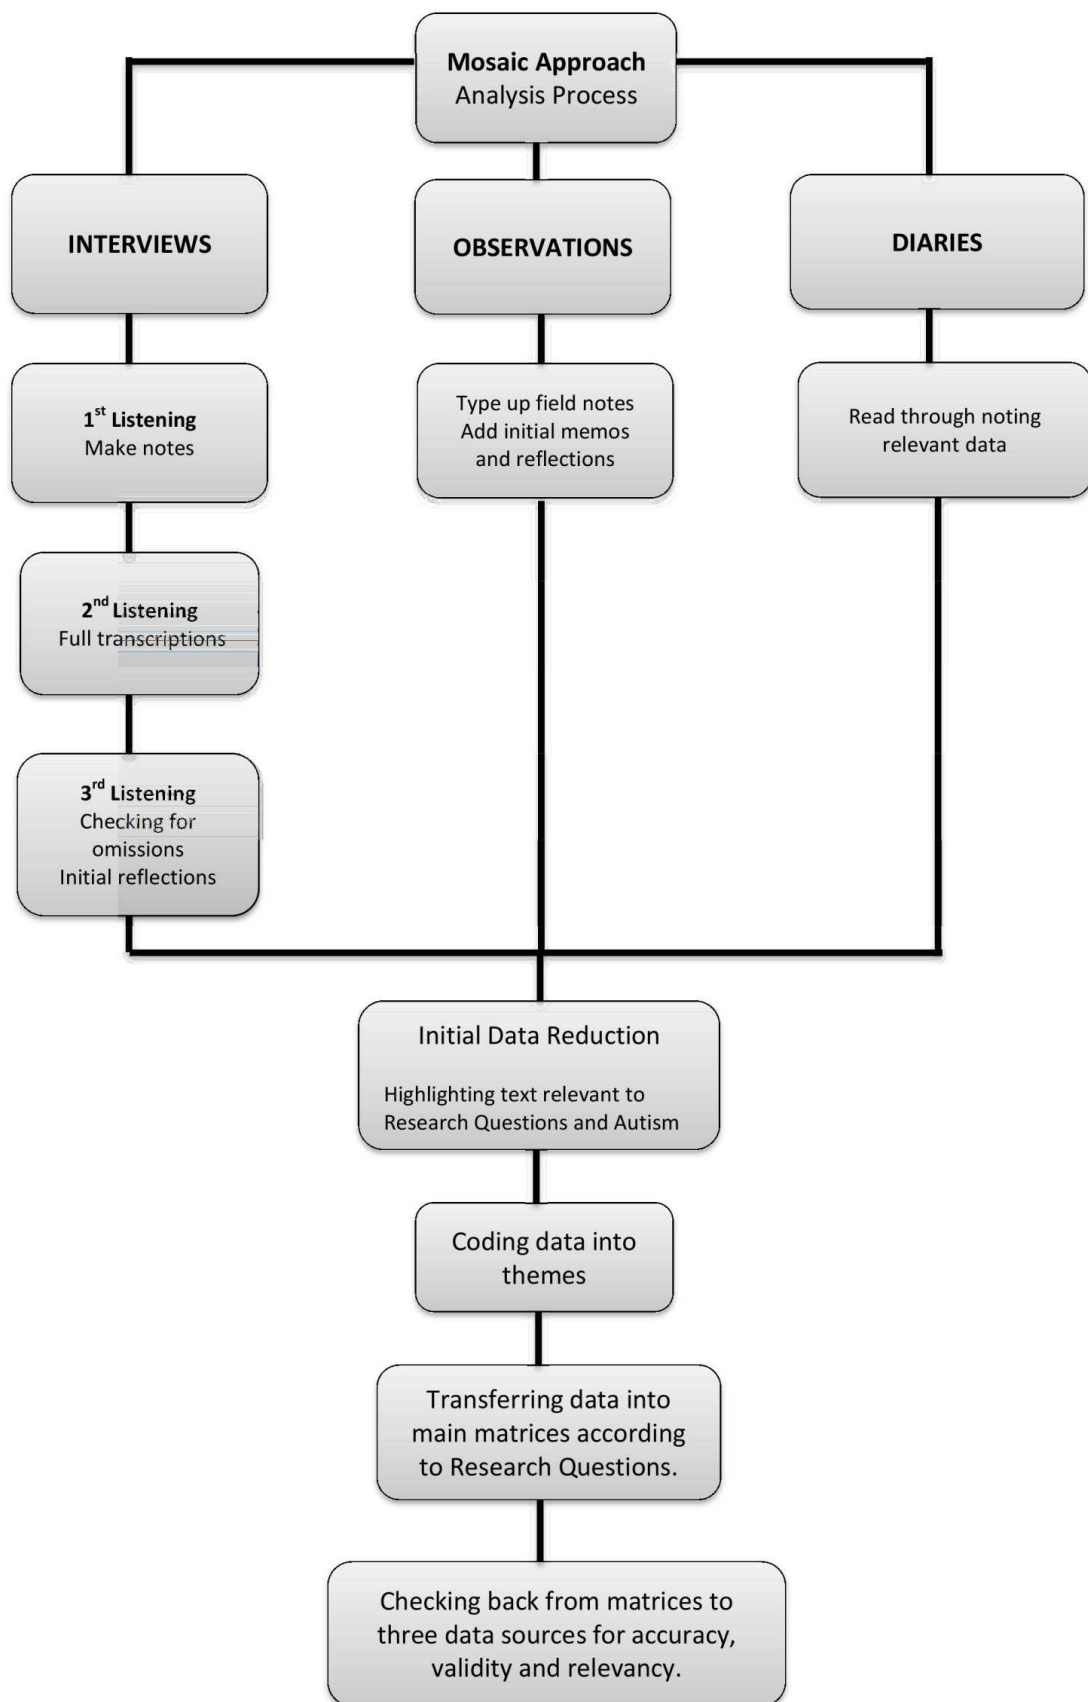 Mosaic Approach
Analysis Process
INTERVIEWS
OBSERVATIONS
DIARIES
1st Listening
Make notes
Type up field notes
Add initial memos
and reflections
Read through noting
relevant data
2nd Listening
Full transcriptions
3rd Listening
Checking for
omissions
Initial reflections
Initial Data Reduction
Highlighting text relevant to
Research Questions and Autism
Coding data into
themes
Transferring data into
main matrices according
to Research Questions.
Checking back from matrices to
three data sources for accuracy,
validity and relevancy.